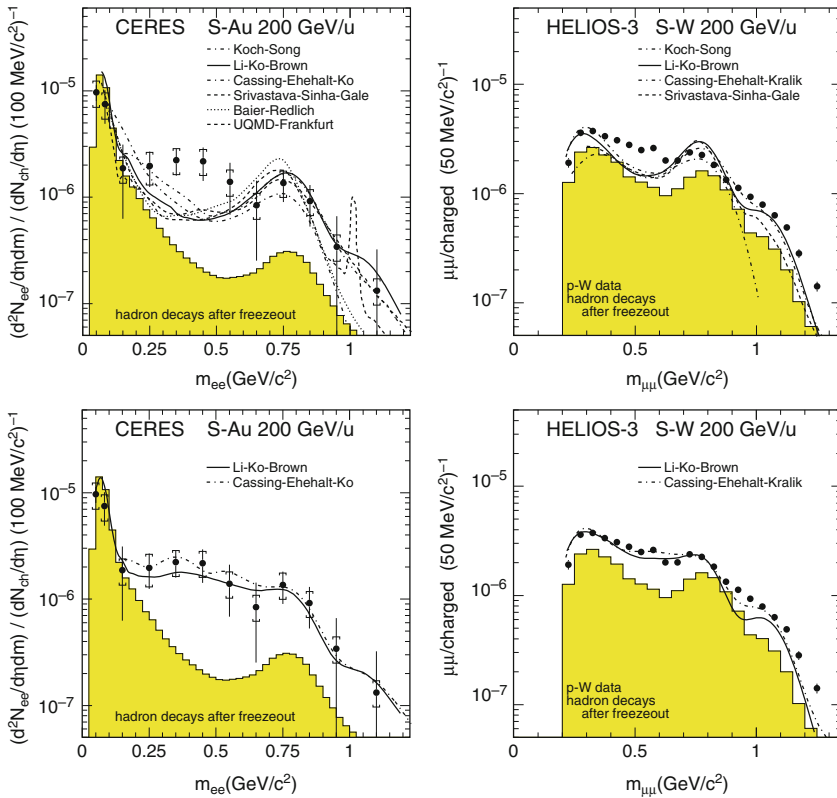 CERES S-Au 200 GeV/u
Koch-Song
Li-Ko-Brown
Cassing-Ehehalt-Ko
Srivastava-Sinha-Gale
Baier-Redlich
UQMD-Frankfurt
(d²Nee/dηdm) / (dNch/dη) (100 MeV/c²)⁻¹
10⁻⁵
10⁻⁶
10⁻⁷
hadron decays after freezeout
0 0.25 0.5 0.75 1
mee(GeV/c²)
HELIOS-3 S-W 200 GeV/u
Koch-Song
Li-Ko-Brown
Cassing-Ehehalt-Kralik
Srivastava-Sinha-Gale
μμ/charged (50 MeV/c²)⁻¹
10⁻⁵
10⁻⁶
10⁻⁷
p-W data
hadron decays
after freezeout
0 0.5 1
mμμ(GeV/c²)
CERES S-Au 200 GeV/u
Li-Ko-Brown
Cassing-Ehehalt-Ko
(d²Nee/dηdm) / (dNch/dη) (100 MeV/c²)⁻¹
10⁻⁵
10⁻⁶
10⁻⁷
hadron decays after freezeout
0 0.25 0.5 0.75 1
mee(GeV/c²)
HELIOS-3 S-W 200 GeV/u
Li-Ko-Brown
Cassing-Ehehalt-Kralik
μμ/charged (50 MeV/c²)⁻¹
10⁻⁵
10⁻⁶
10⁻⁷
p-W data
hadron decays
after freezeout
0 0.5 1
mμμ(GeV/c²)